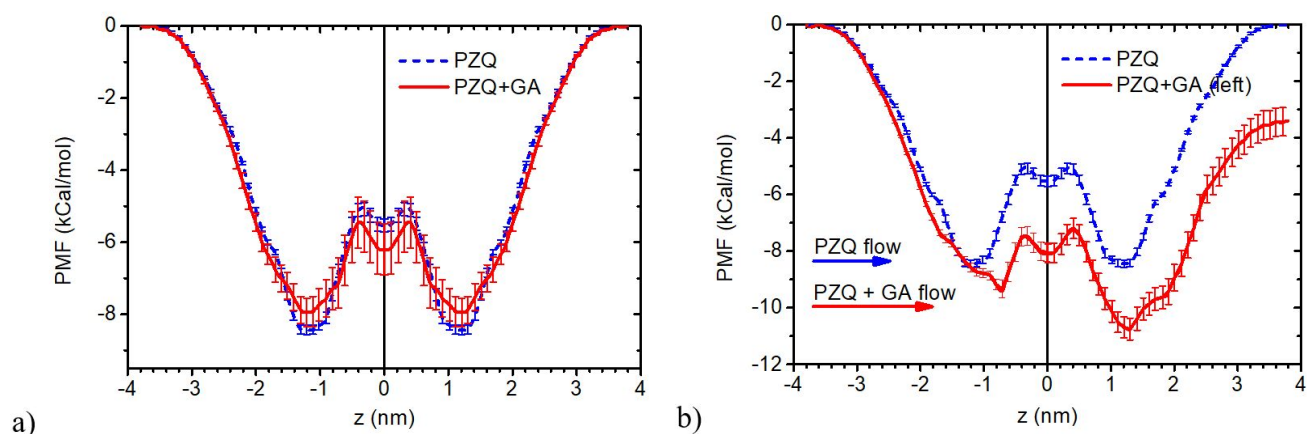 0
-2
-4
-6
-8
PMF (kCal/mol)
PZQ
PZQ+GA
-4 -3 -2 -1 0 1 2 3 4
z (nm)
a)
0
-2
-4
-6
-8
-10
-12
PMF (kCal/mol)
PZQ
PZQ+GA (left)
PZQ flow
PZQ + GA flow
-4 -3 -2 -1 0 1 2 3 4
z (nm)
b)